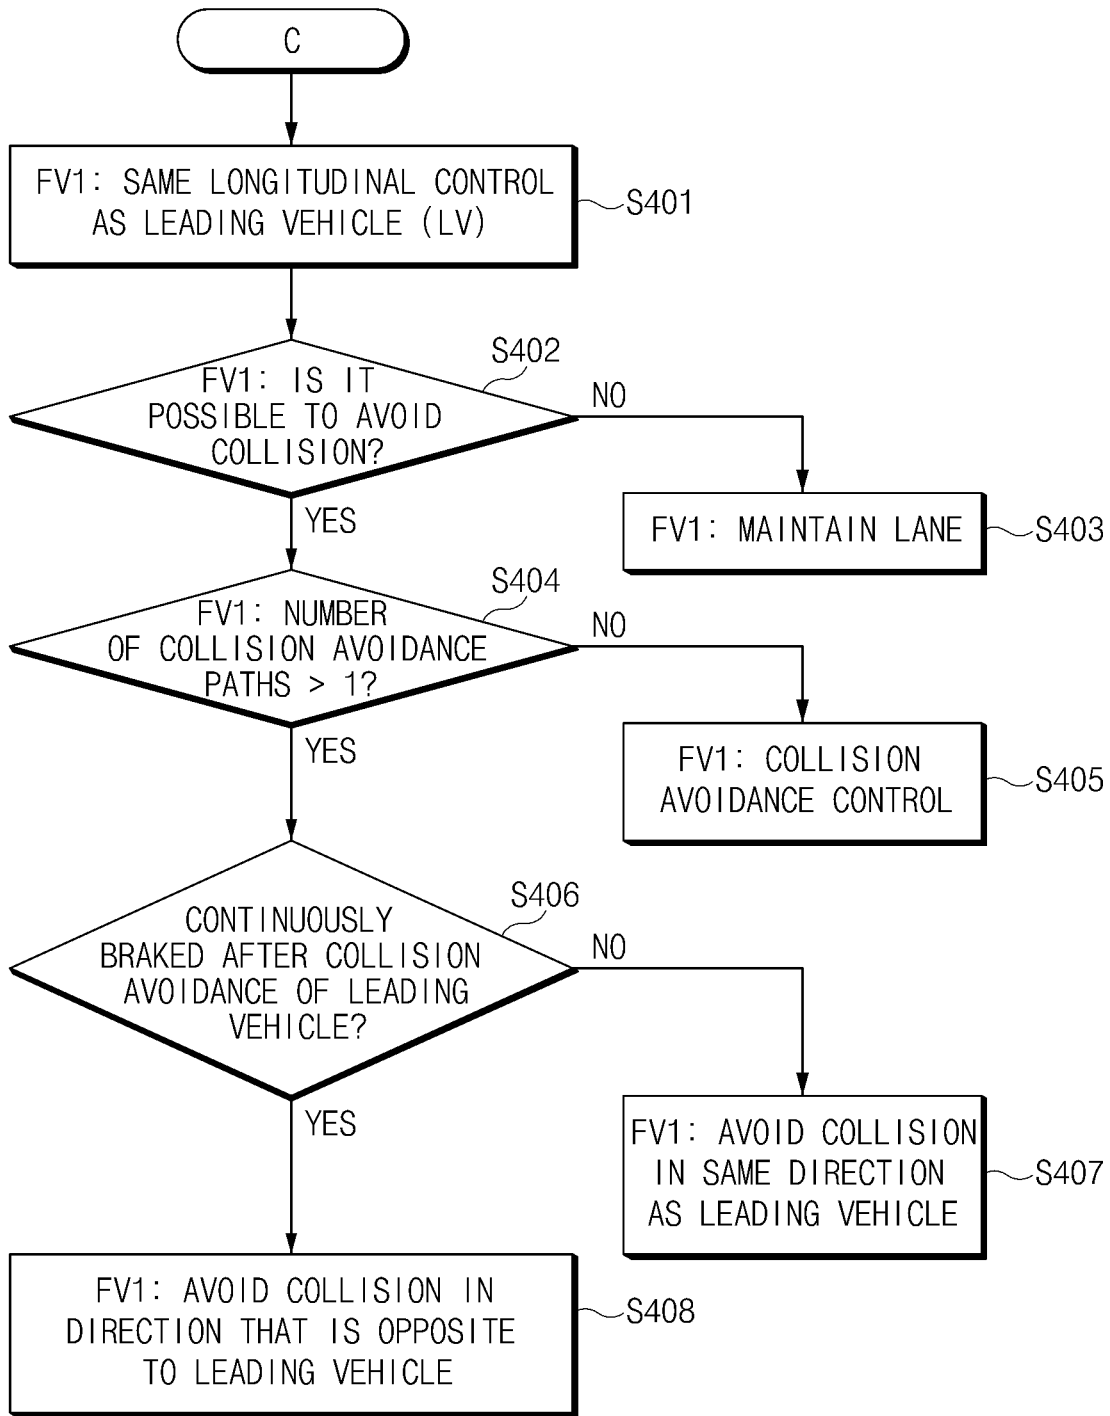 C
FV1: SAME LONGITUDINAL CONTROL
AS LEADING VEHICLE (LV)
S401
S402
FV1: IS IT
POSSIBLE TO AVOID
COLLISION?
NO
YES
FV1: MAINTAIN LANE
S403
S404
FV1: NUMBER
OF COLLISION AVOIDANCE
PATHS > 1?
NO
YES
FV1: COLLISION
AVOIDANCE CONTROL
S405
S406
CONTINUOUSLY
BRAKED AFTER COLLISION
AVOIDANCE OF LEADING
VEHICLE?
NO
YES
FV1: AVOID COLLISION
IN SAME DIRECTION
AS LEADING VEHICLE
S407
FV1: AVOID COLLISION IN
DIRECTION THAT IS OPPOSITE
TO LEADING VEHICLE
S408